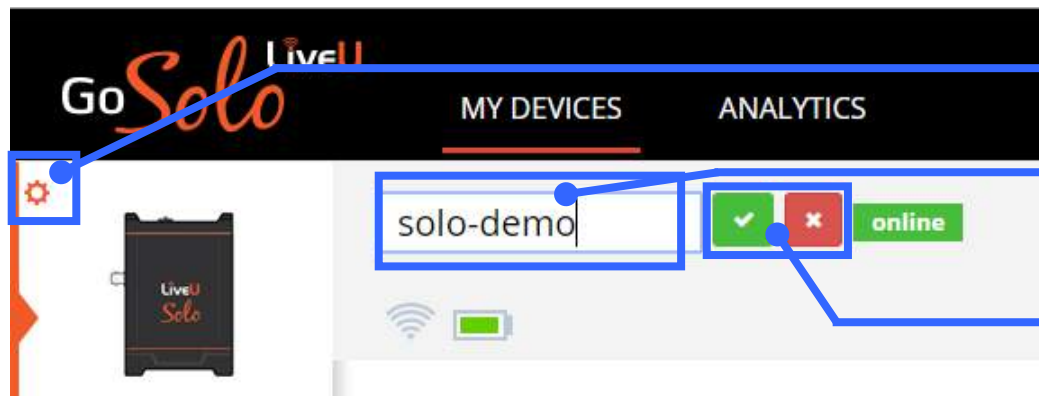 LiveU
Go Solo
MY DEVICES ANALYTICS
solo-demo online
LiveU
Solo